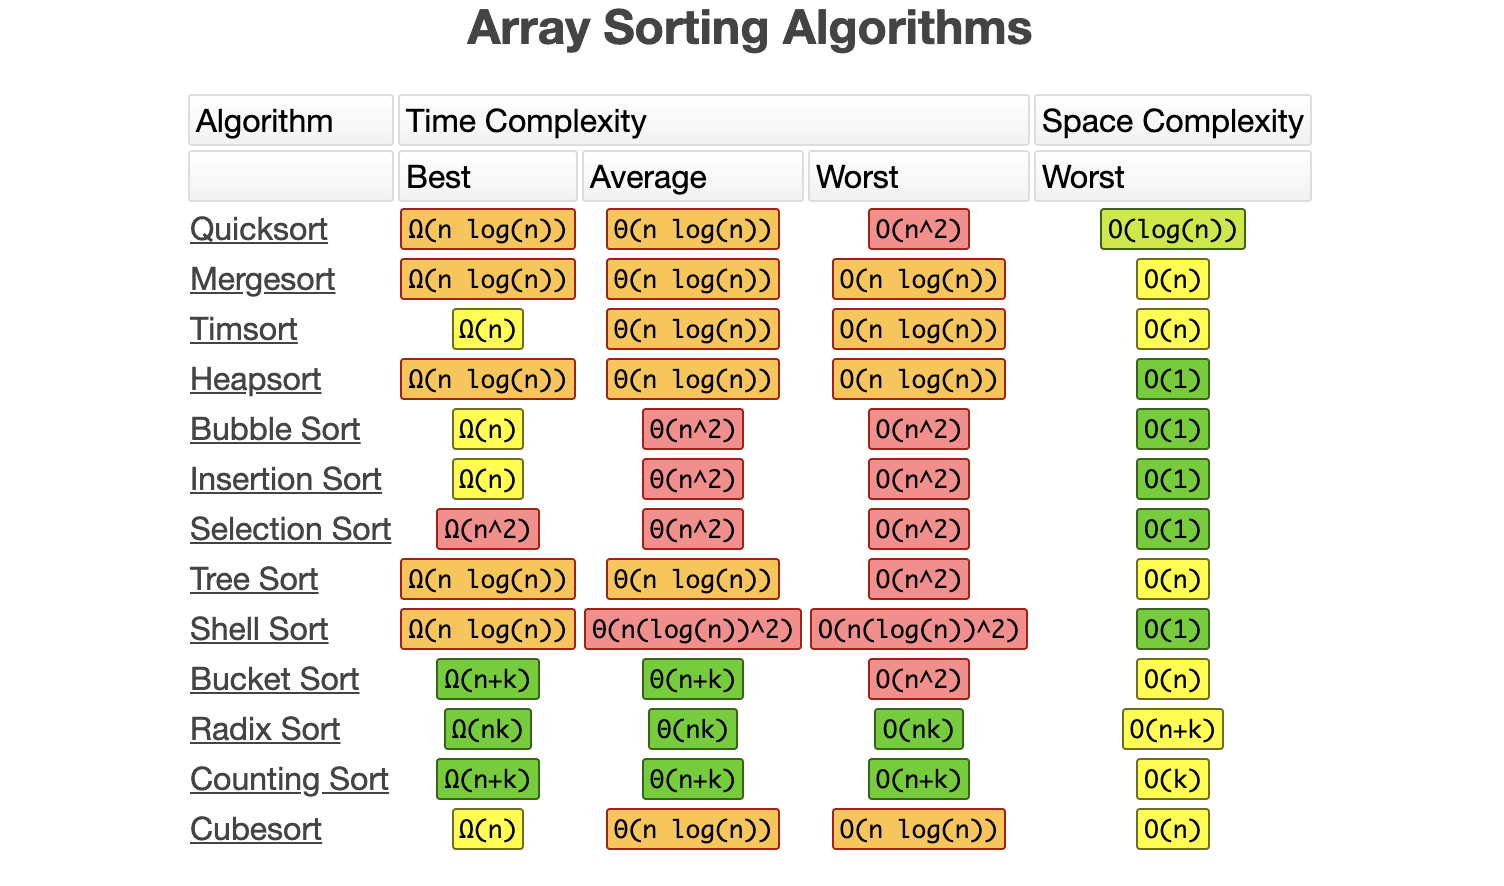 Array Sorting Algorithms
Algorithm Time Complexity Space Complexity
Best Average Worst Worst
Quicksort Ω(n log(n)) Θ(n log(n)) O(n^2) O(log(n))
Mergesort Ω(n log(n)) Θ(n log(n)) O(n log(n)) O(n)
Timsort Ω(n) Θ(n log(n)) O(n log(n)) O(n)
Heapsort Ω(n log(n)) Θ(n log(n)) O(n log(n)) O(1)
Bubble Sort Ω(n) Θ(n^2) O(n^2) O(1)
Insertion Sort Ω(n) Θ(n^2) O(n^2) O(1)
Selection Sort Ω(n^2) Θ(n^2) O(n^2) O(1)
Tree Sort Ω(n log(n)) Θ(n log(n)) O(n^2) O(n)
Shell Sort Ω(n log(n)) Θ(n(log(n))^2) O(n(log(n))^2) O(1)
Bucket Sort Ω(n+k) Θ(n+k) O(n^2) O(n)
Radix Sort Ω(nk) Θ(nk) O(nk) O(n+k)
Counting Sort Ω(n+k) Θ(n+k) O(n+k) O(k)
Cubesort Ω(n) Θ(n log(n)) O(n log(n)) O(n)